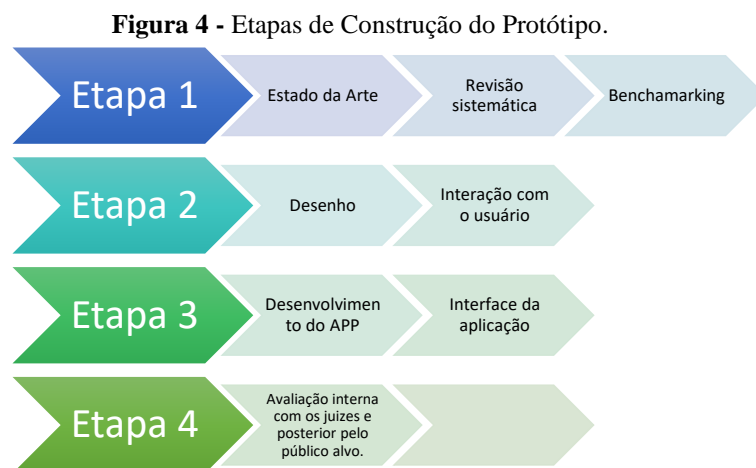 Figura 4 - Etapas de Construção do Protótipo.
Etapa 1
Estado da Arte
Revisão
sistemática
Benchamarking
Etapa 2
Desenho
Interação com
o usuário
Etapa 3
Desenvolvimen
to do APP
Interface da
aplicação
Etapa 4
Avaliação interna
com os juizes e
posterior pelo
público alvo.